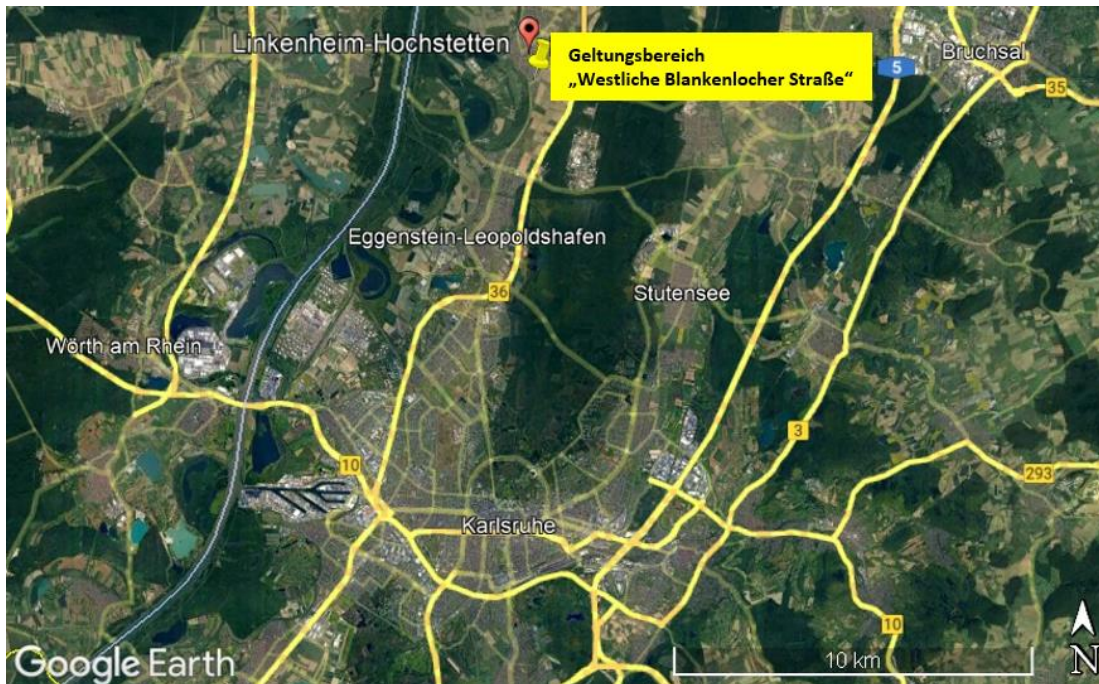 Linkenheim-Hochstetten
Geltungsbereich
„Westliche Blankenlocher Straße“
5
Bruchsal
35
Eggenstein-Leopoldshafen
36
Stutensee
Wörth am Rhein
3
10
293
Karlsruhe
10
Google Earth
10 km
N